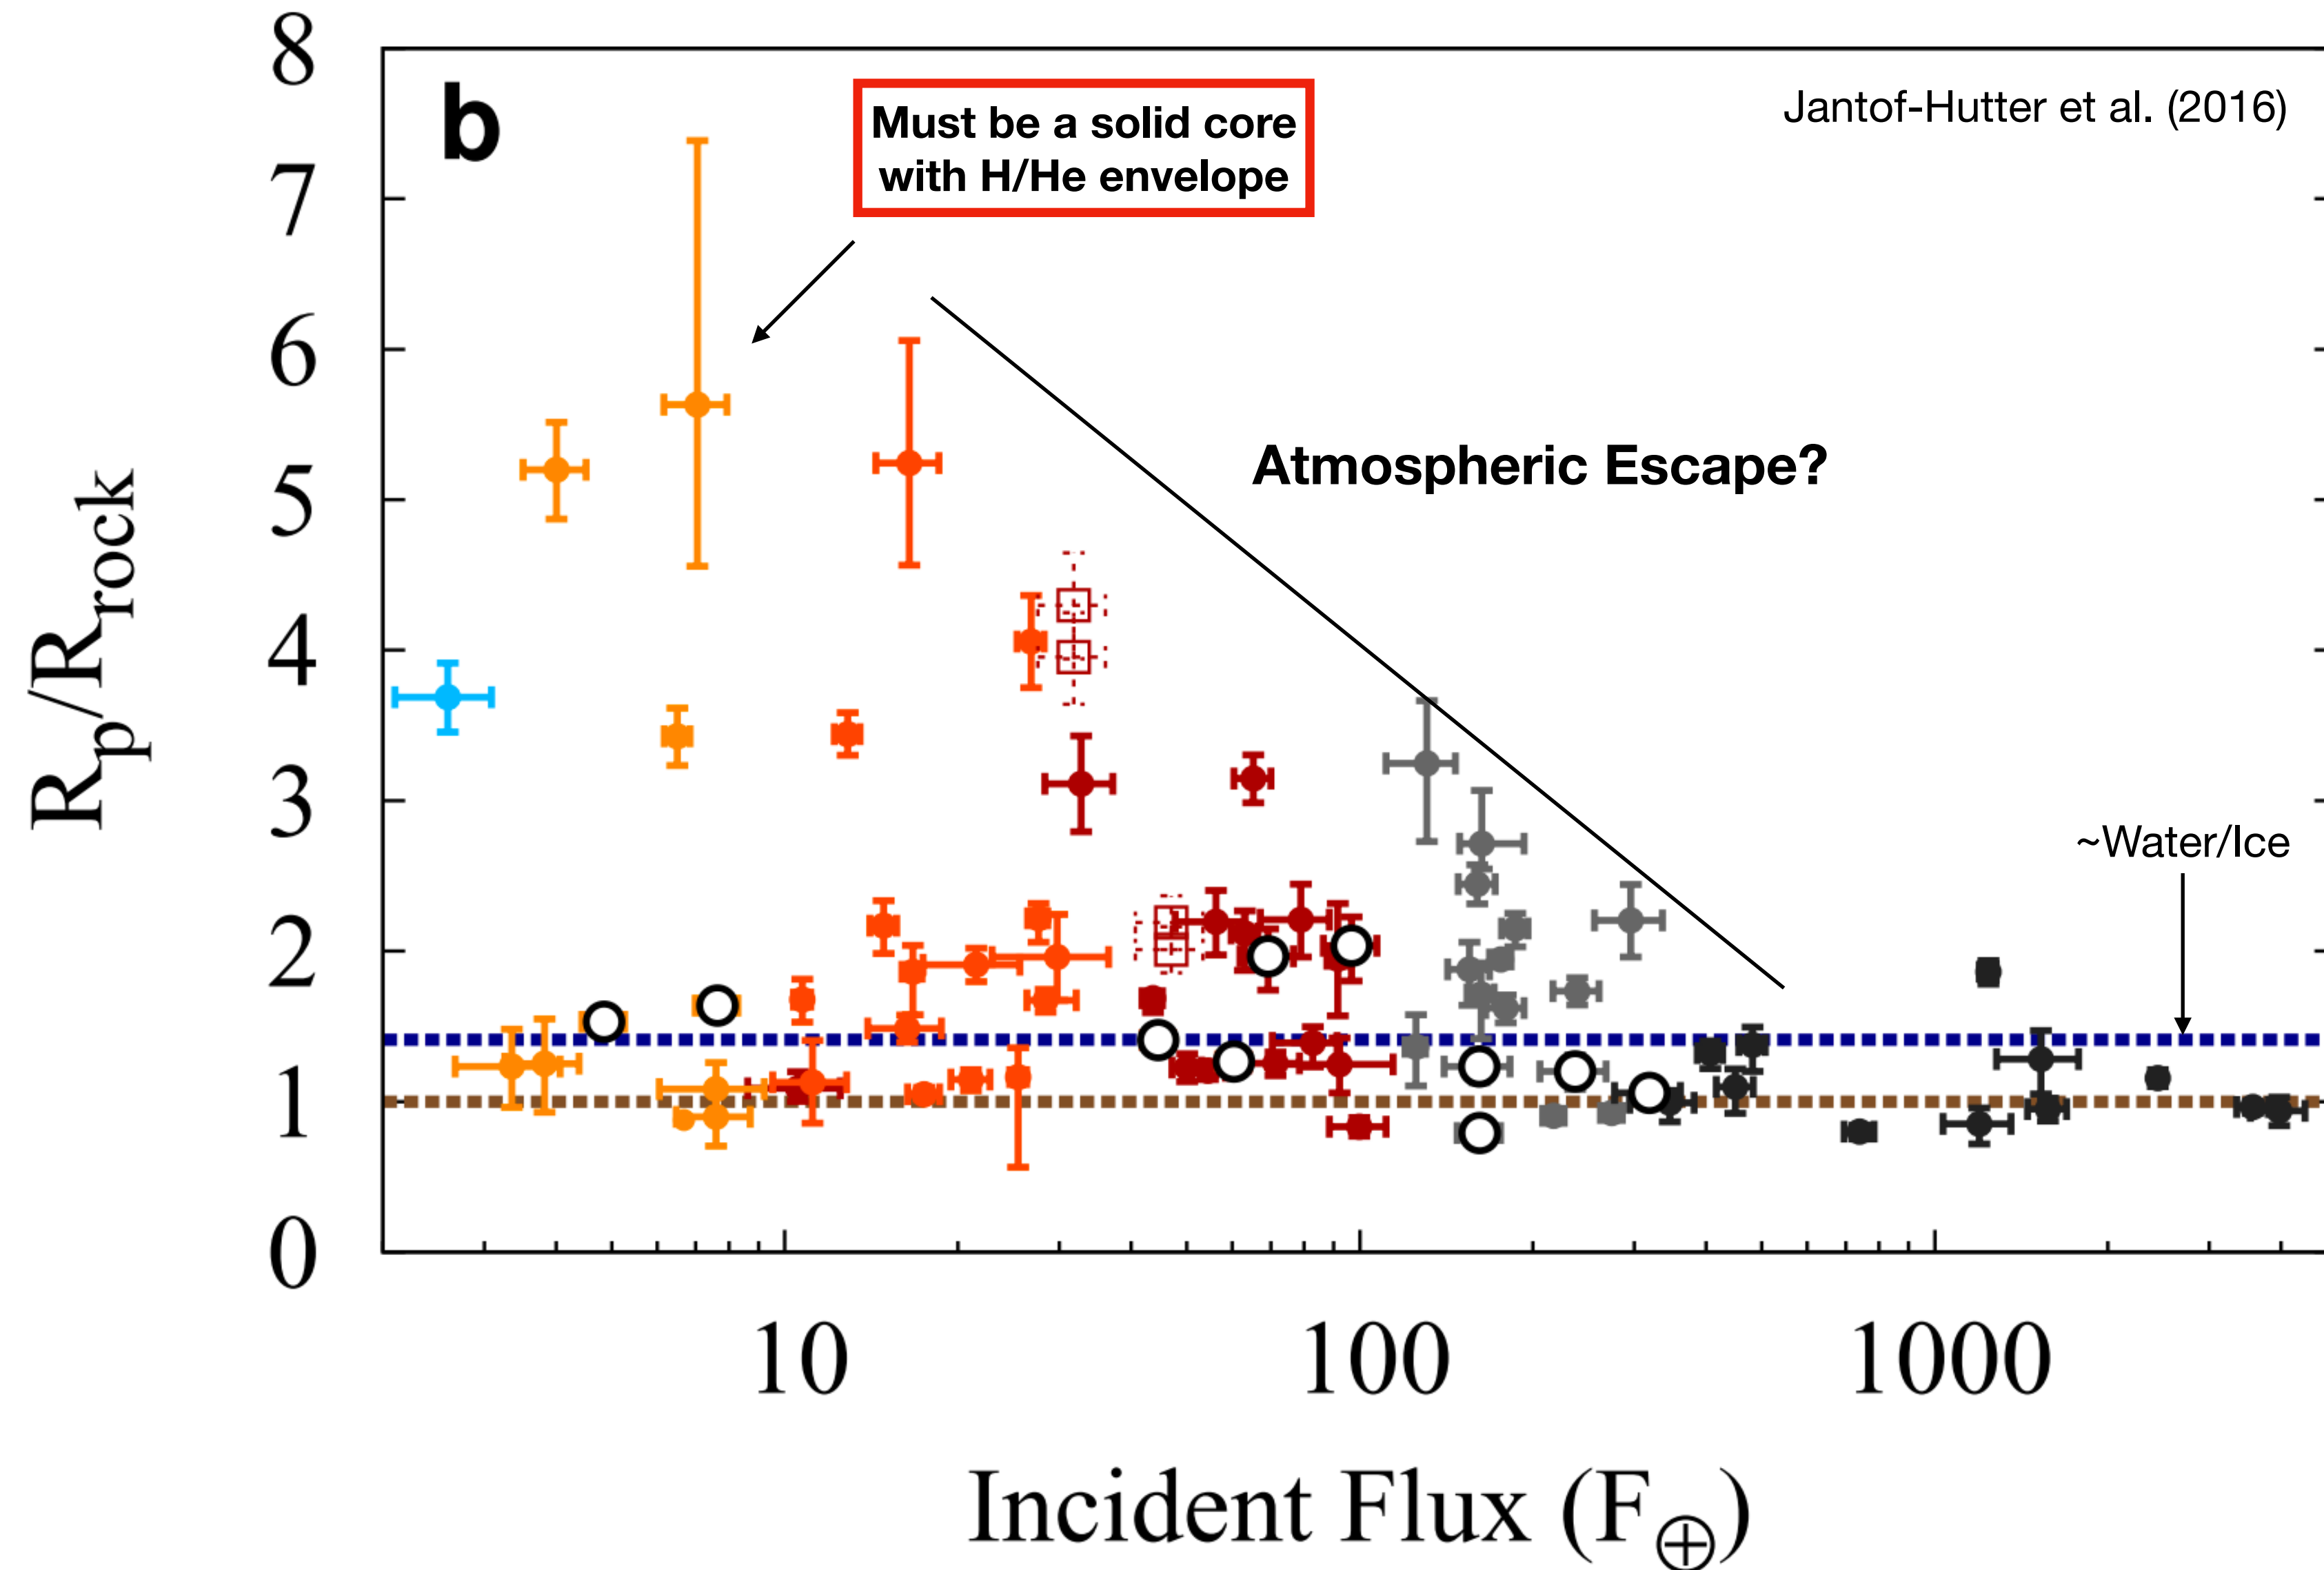 8
7
6
5
4
3
2
1
0
b
Must be a solid core
with H/He envelope
Jantof-Hutter et al. (2016)
Atmospheric Escape?
~Water/Ice
Rp/Rrock
10
100
1000
Incident Flux (F⊕)